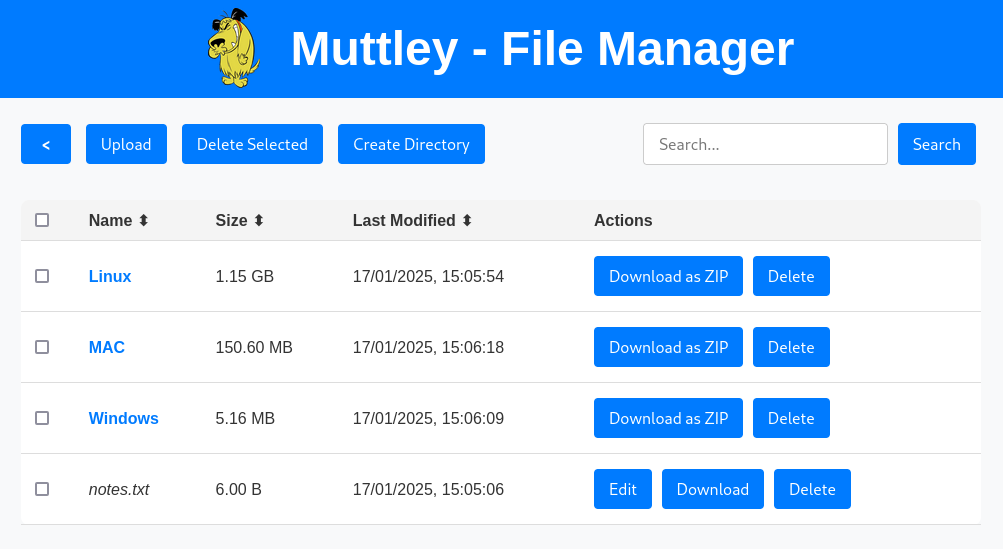 Muttley - File Manager
< Upload Delete Selected Create Directory Search... Search
Name ⬍ Size ⬍ Last Modified ⬍ Actions
Linux 1.15 GB 17/01/2025, 15:05:54 Download as ZIP Delete
MAC 150.60 MB 17/01/2025, 15:06:18 Download as ZIP Delete
Windows 5.16 MB 17/01/2025, 15:06:09 Download as ZIP Delete
notes.txt 6.00 B 17/01/2025, 15:05:06 Edit Download Delete